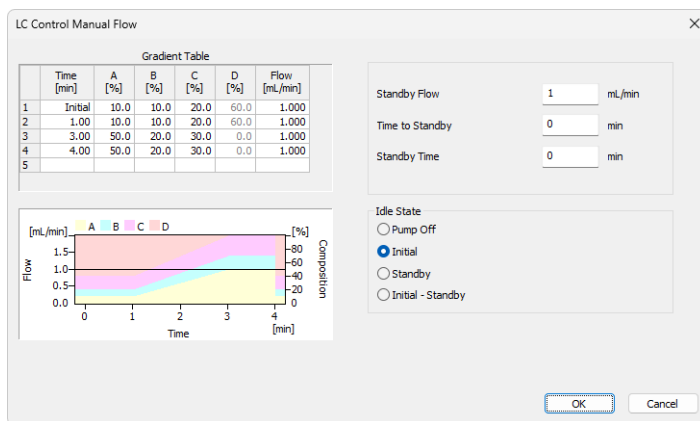 LC Control Manual Flow
Gradient Table
Time [min] A [%] B [%] C [%] D [%] Flow [mL/min]
1 Initial 10.0 10.0 20.0 60.0 1.000
2 1.00 10.0 10.0 20.0 60.0 1.000
3 3.00 50.0 20.0 30.0 0.0 1.000
4 4.00 50.0 20.0 30.0 0.0 1.000
5
Standby Flow 1 mL/min
Time to Standby 0 min
Standby Time 0 min
[mL/min] A B C D [%]
1.5
1.0
0.5
0.0
Flow
80
60
40
20
0
Composition
0 1 2 3 4
Time [min]
Idle State
Pump Off
Initial
Standby
Initial - Standby
OK Cancel